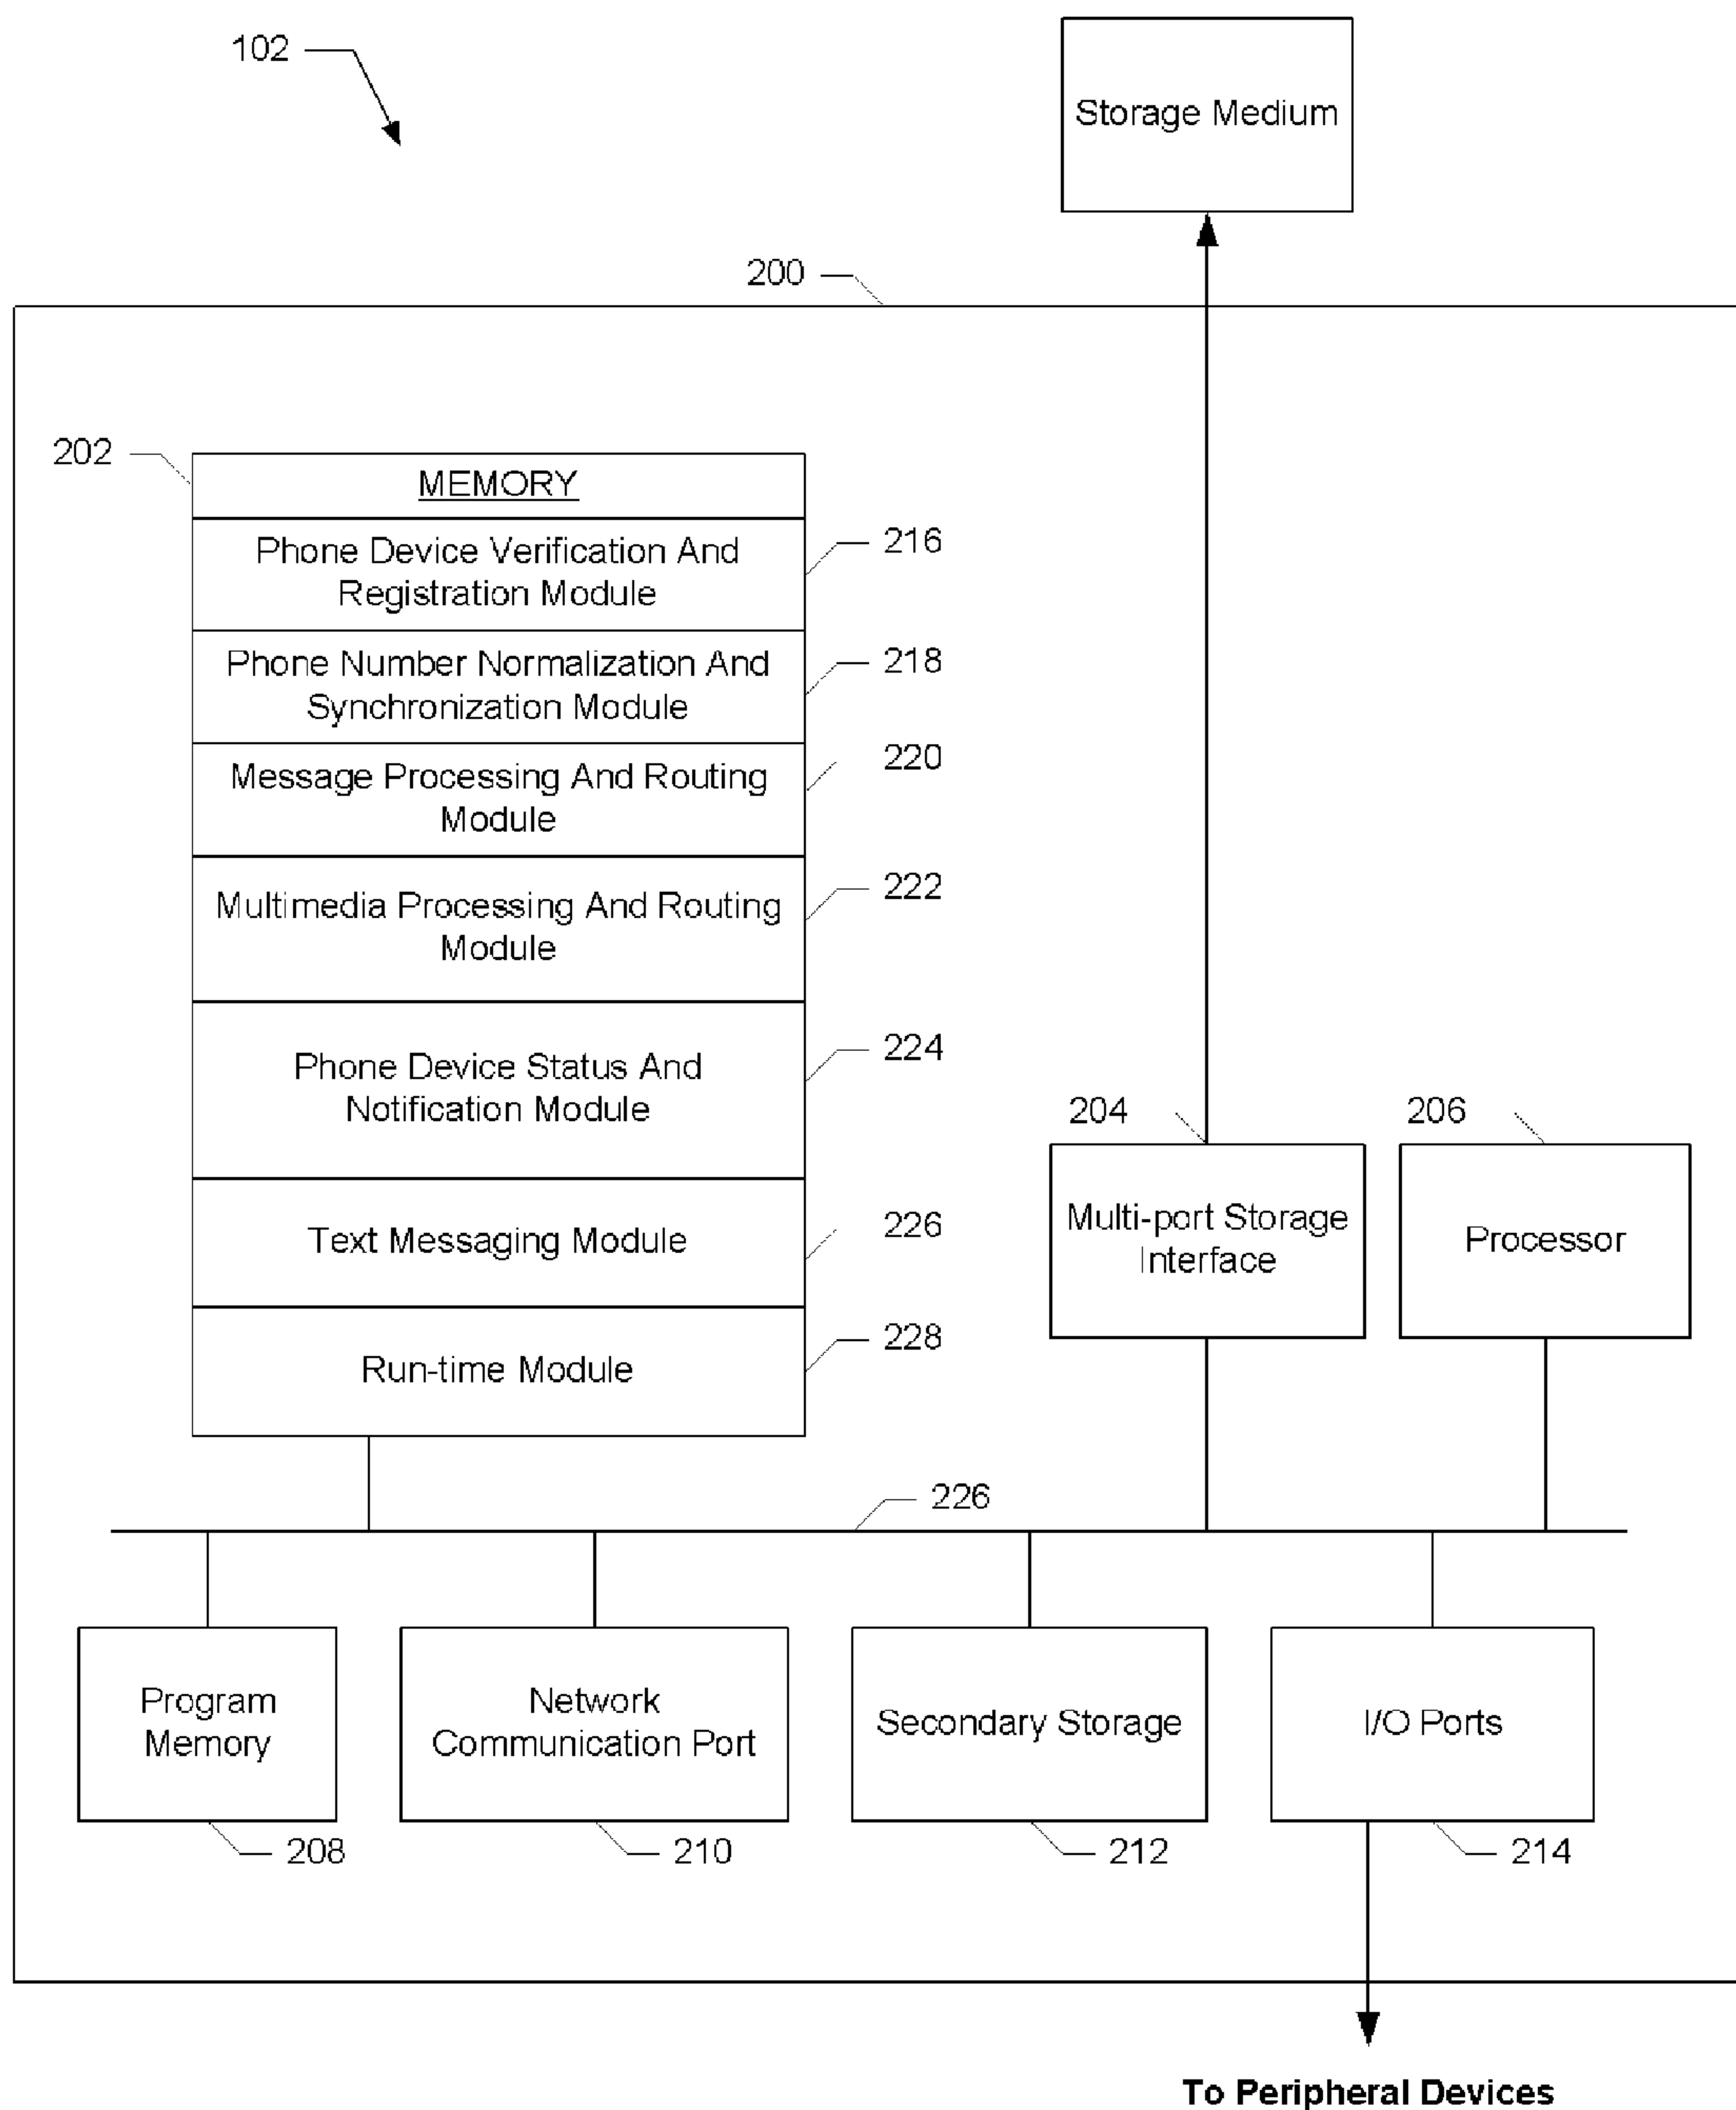 102
Storage Medium
200
202
MEMORY
Phone Device Verification And
Registration Module
216
Phone Number Normalization And
Synchronization Module
218
Message Processing And Routing
Module
220
Multimedia Processing And Routing
Module
222
Phone Device Status And
Notification Module
224
Text Messaging Module
226
Run-time Module
228
204
Multi-port Storage
Interface
206
Processor
226
Program
Memory
208
Network
Communication Port
210
Secondary Storage
212
I/O Ports
214
To Peripheral Devices